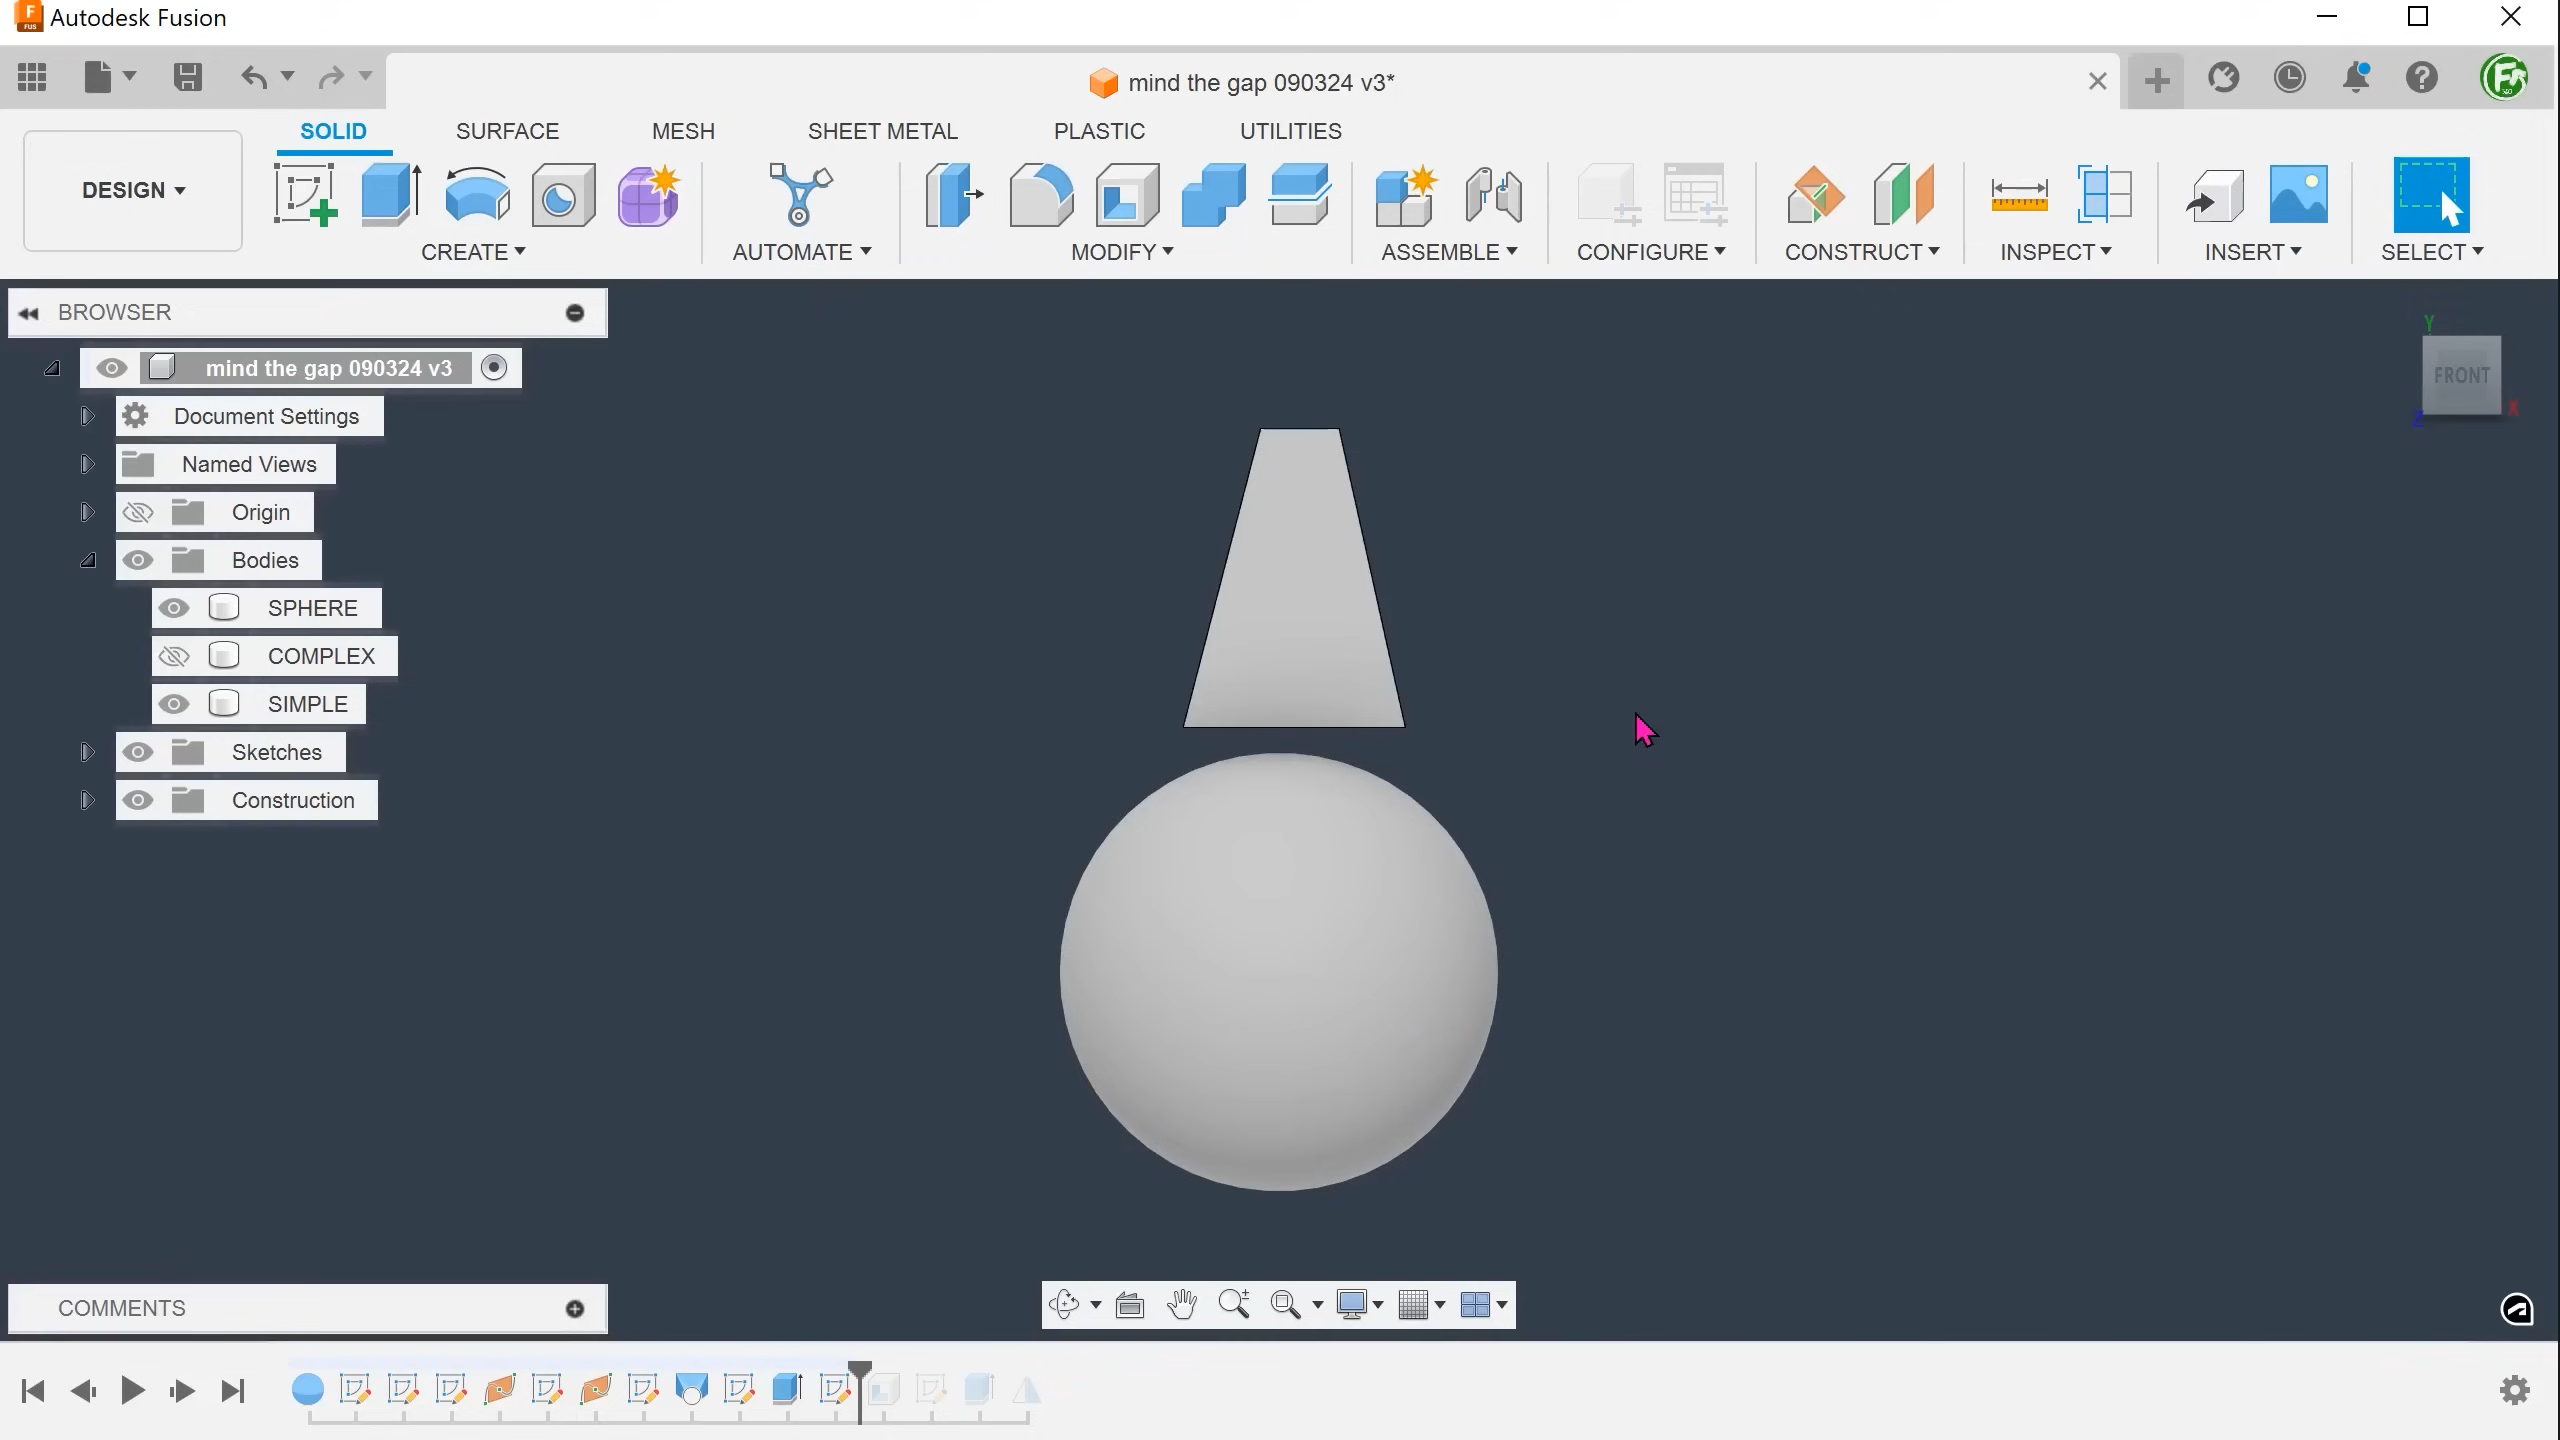 Autodesk Fusion
mind the gap 090324 v3*
DESIGN
SOLID
SURFACE
MESH
SHEET METAL
PLASTIC
UTILITIES
CREATE
AUTOMATE
MODIFY
ASSEMBLE
CONFIGURE
CONSTRUCT
INSPECT
INSERT
SELECT
BROWSER
mind the gap 090324 v3
Document Settings
Named Views
Origin
Bodies
SPHERE
COMPLEX
SIMPLE
Sketches
Construction
Y
FRONT
Z
X
COMMENTS